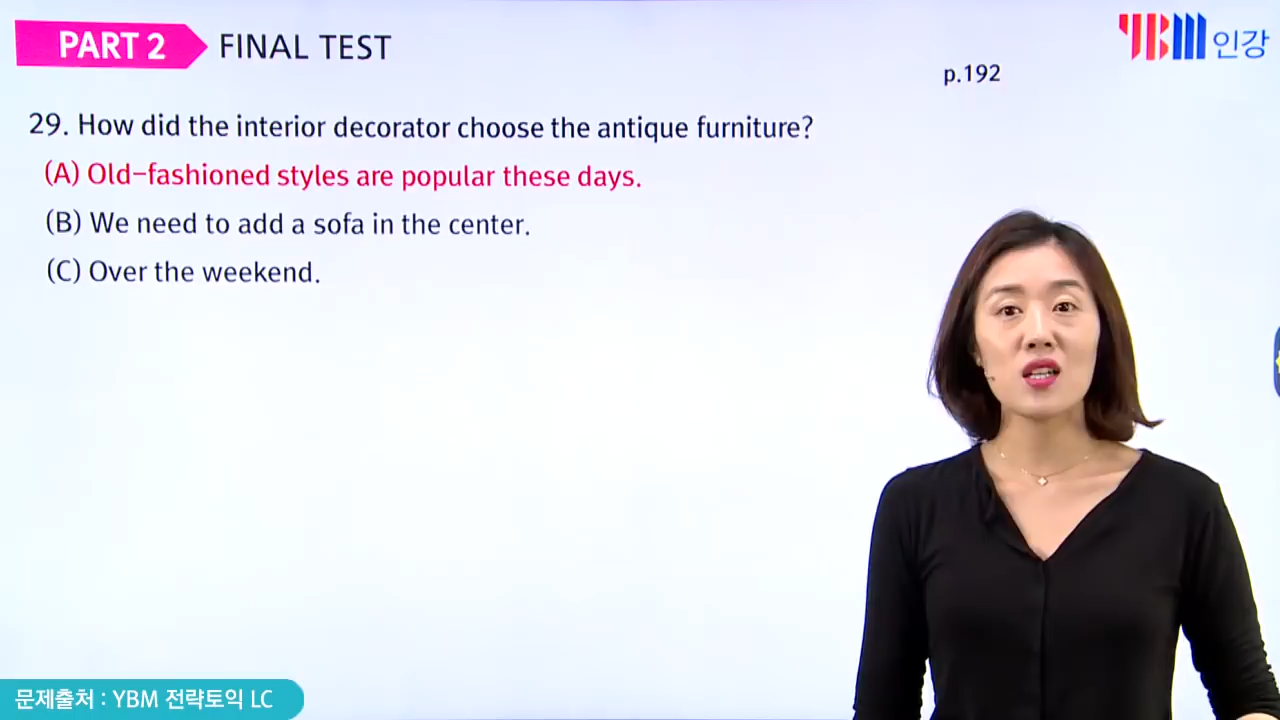 PART 2 FINAL TEST
YBM 인강
p.192
29. How did the interior decorator choose the antique furniture?
(A) Old-fashioned styles are popular these days.
(B) We need to add a sofa in the center.
(C) Over the weekend.
문제출처 : YBM 전략토익 LC